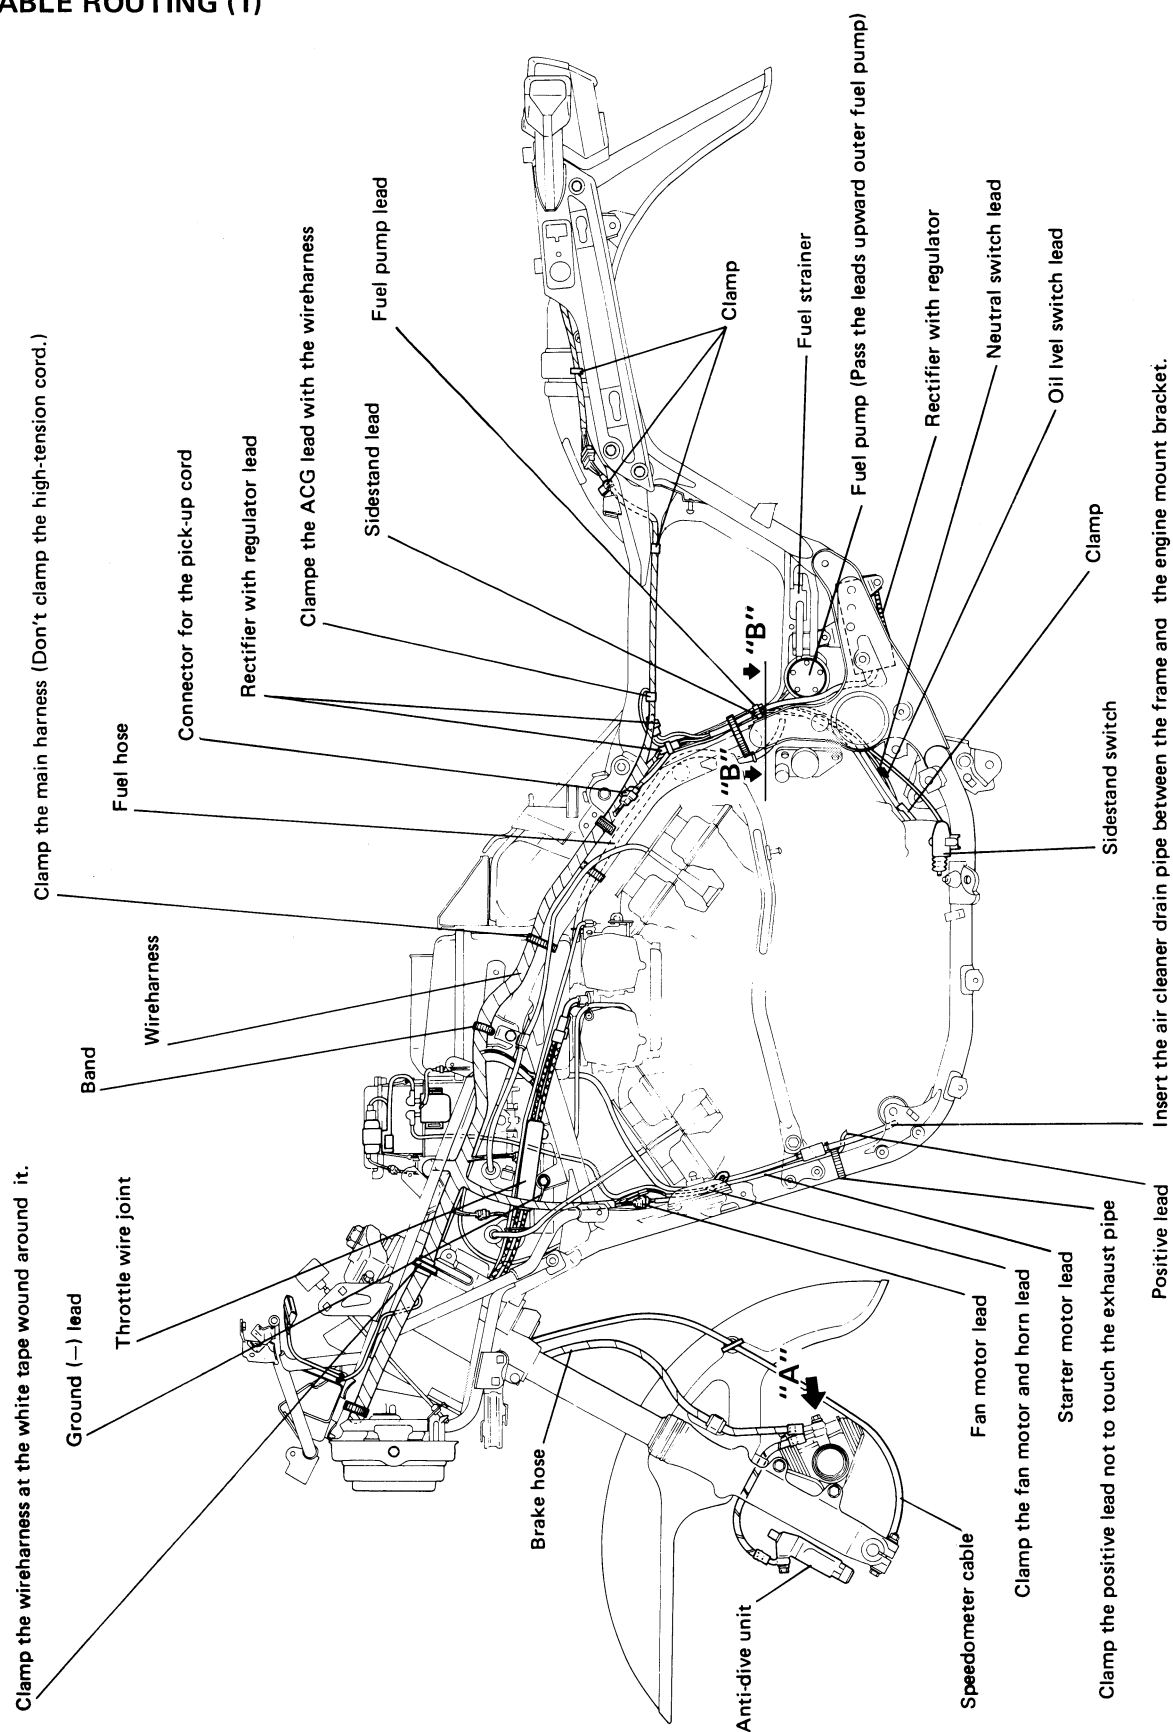 ABLE ROUTING (1)
Clamp the wireharness at the white tape wound around it.
Ground (—) lead
Throttle wire joint
Band
Wireharness
Clamp the main harness (Don't clamp the high-tension cord.)
Fuel hose
Connector for the pick-up cord
Rectifier with regulator lead
Clampe the ACG lead with the wireharness
Sidestand lead
Fuel pump lead
Clamp
Fuel strainer
Fuel pump (Pass the leads upward outer fuel pump)
Rectifier with regulator
Neutral switch lead
Oil lvel switch lead
Clamp
Sidestand switch
"B"
"B"
Insert the air cleaner drain pipe between the frame and the engine mount bracket.
Positive lead
Clamp the positive lead not to touch the exhaust pipe
Starter motor lead
Clamp the fan motor and horn lead
Fan motor lead
Speedometer cable
"A"
Brake hose
Anti-dive unit